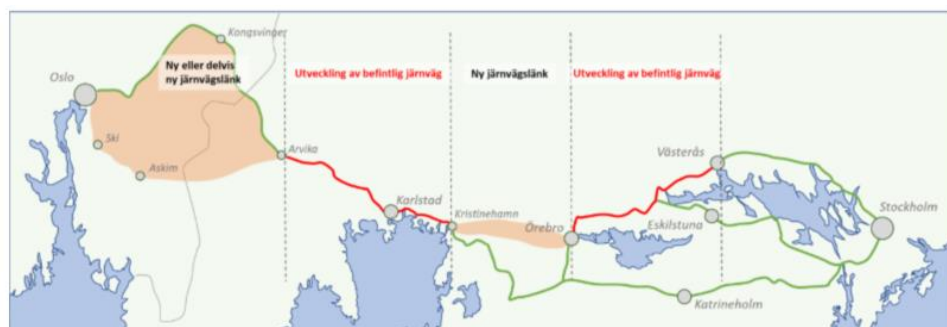 Kongsvinger
Ny eller delvis
ny järnvägslänk
Utveckling av befintlig järnväg
Ny järnvägslänk
Utveckling av befintlig järnväg
Oslo
Ski
Askim
Arvika
Karlstad
Kristinehamn
Örebro
Västerås
Eskilstuna
Stockholm
Katrineholm